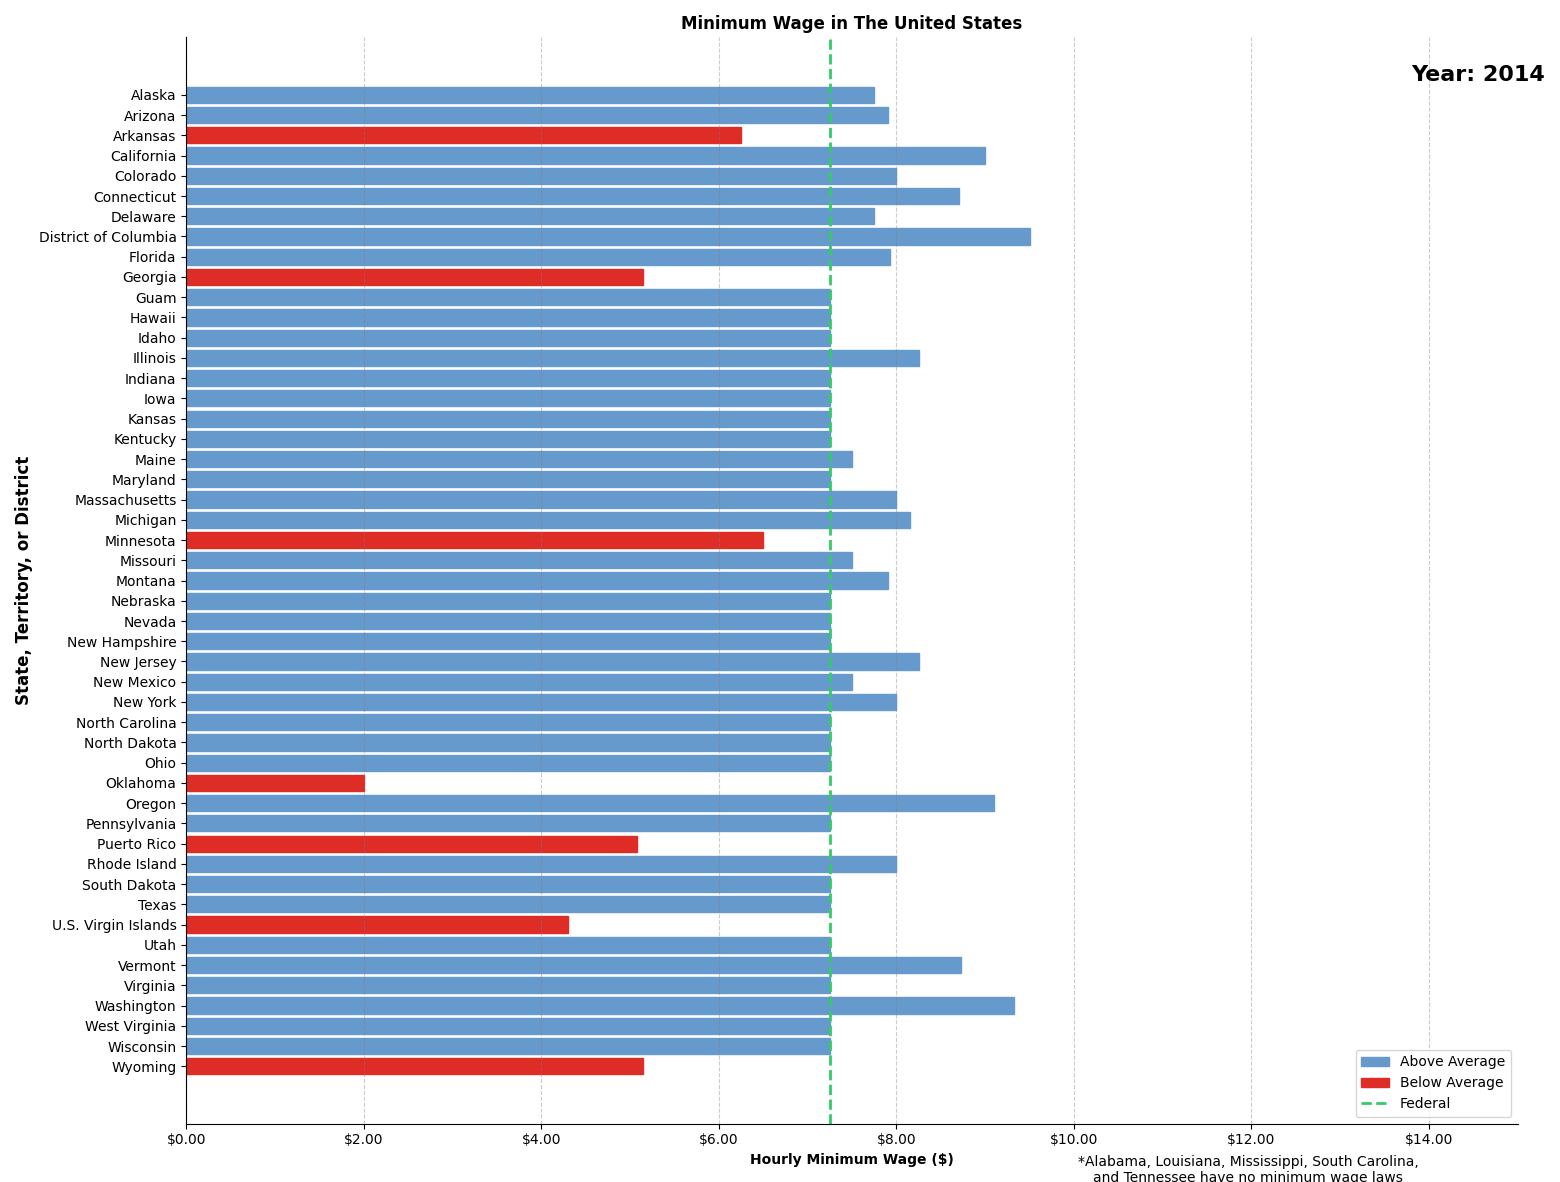 Minimum Wage in The United States
Year: 2014
State, Territory, or District
Alaska
Arizona
Arkansas
California
Colorado
Connecticut
Delaware
District of Columbia
Florida
Georgia
Guam
Hawaii
Idaho
Illinois
Indiana
Iowa
Kansas
Kentucky
Maine
Maryland
Massachusetts
Michigan
Minnesota
Missouri
Montana
Nebraska
Nevada
New Hampshire
New Jersey
New Mexico
New York
North Carolina
North Dakota
Ohio
Oklahoma
Oregon
Pennsylvania
Puerto Rico
Rhode Island
South Dakota
Texas
U.S. Virgin Islands
Utah
Vermont
Virginia
Washington
West Virginia
Wisconsin
Wyoming
Above Average
Below Average
Federal
$0.00 $2.00 $4.00 $6.00 $8.00 $10.00 $12.00 $14.00
Hourly Minimum Wage ($)
*Alabama, Louisiana, Mississippi, South Carolina,
and Tennessee have no minimum wage laws